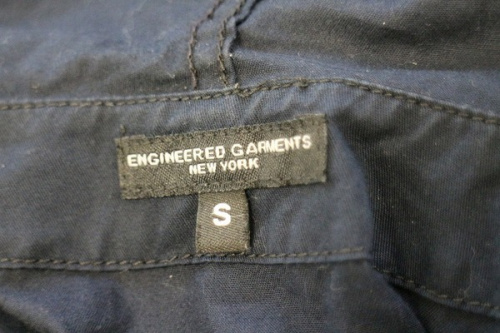 ENGINEERED GARMENTS
NEW YORK
S